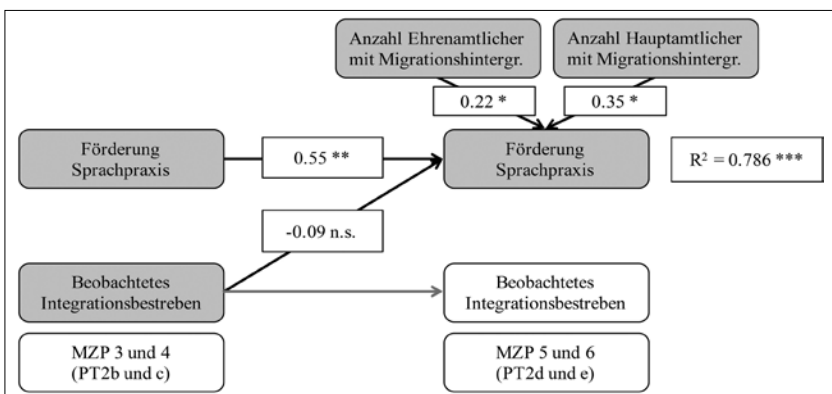 Anzahl Ehrenamtlicher
mit Migrationshintergr.
Anzahl Hauptamtlicher
mit Migrationshintergr.
0.22 *
0.35 *
Förderung
Sprachpraxis
0.55 **
Förderung
Sprachpraxis
R² = 0.786 ***
-0.09 n.s.
Beobachtetes
Integrationsbestreben
Beobachtetes
Integrationsbestreben
MZP 3 und 4
(PT2b und c)
MZP 5 und 6
(PT2d und e)